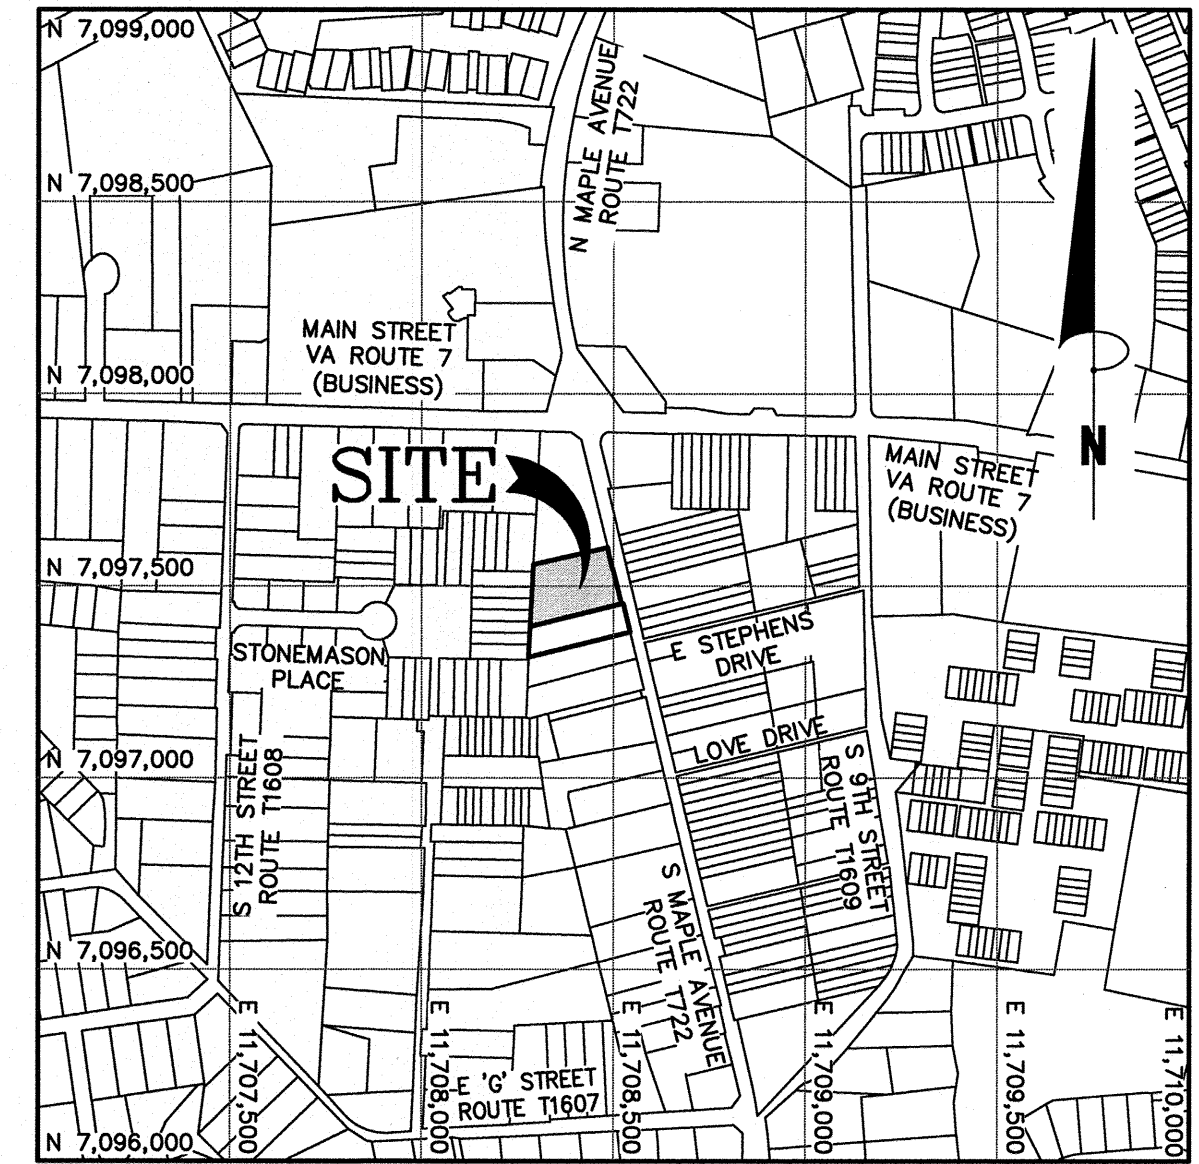 N 7,099,000
N MAPLE AVENUE
ROUTE T722
N 7,098,500
MAIN STREET
VA ROUTE 7
(BUSINESS)
N 7,098,000
SITE
N
MAIN STREET
VA ROUTE 7
(BUSINESS)
N 7,097,500
E STEPHENS
DRIVE
STONEMASON
PLACE
LOVE DRIVE
N 7,097,000
S 12TH STREET
ROUTE T1608
S 9TH STREET
ROUTE T1609
S MAPLE AVENUE
ROUTE T722
N 7,096,500
E 11,707,500
E 11,708,000
E 11,708,500
E 11,709,000
E 11,709,500
E 11,710,000
E 'G' STREET
ROUTE T1607
N 7,096,000